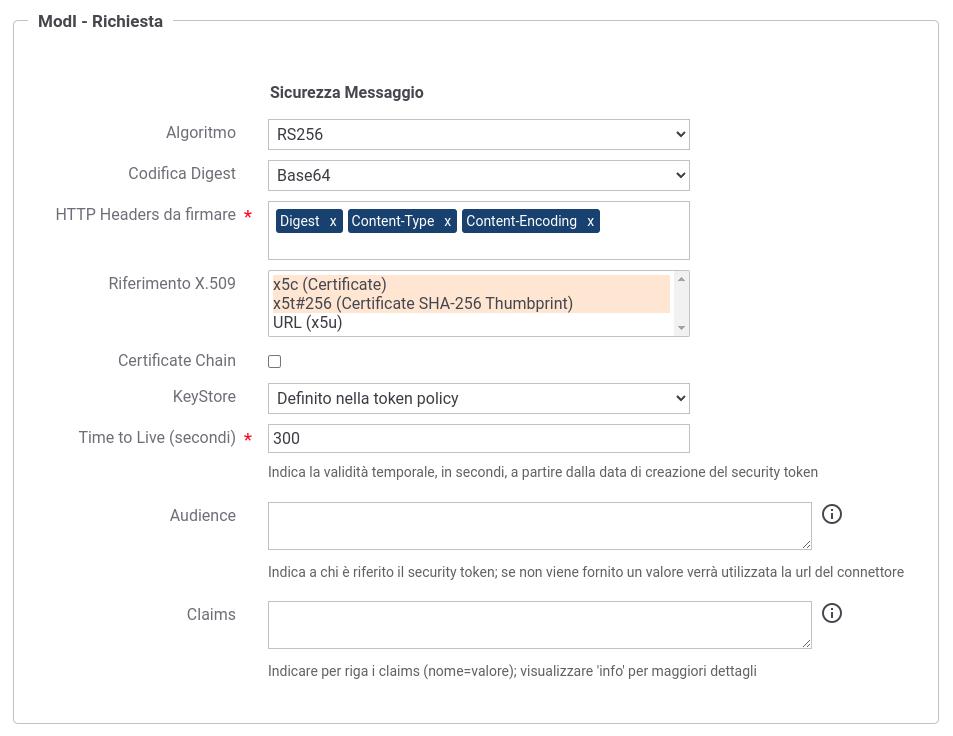 ModI - Richiesta
Sicurezza Messaggio
Algoritmo RS256
Codifica Digest Base64
HTTP Headers da firmare * Digest x Content-Type x Content-Encoding x
Riferimento X.509 x5c (Certificate)
x5t#256 (Certificate SHA-256 Thumbprint)
URL (x5u)
Certificate Chain
KeyStore Definito nella token policy
Time to Live (secondi) * 300
Indica la validità temporale, in secondi, a partire dalla data di creazione del security token
Audience
Indica a chi è riferito il security token; se non viene fornito un valore verrà utilizzata la url del connettore
Claims
Indicare per riga i claims (nome=valore); visualizzare 'info' per maggiori dettagli